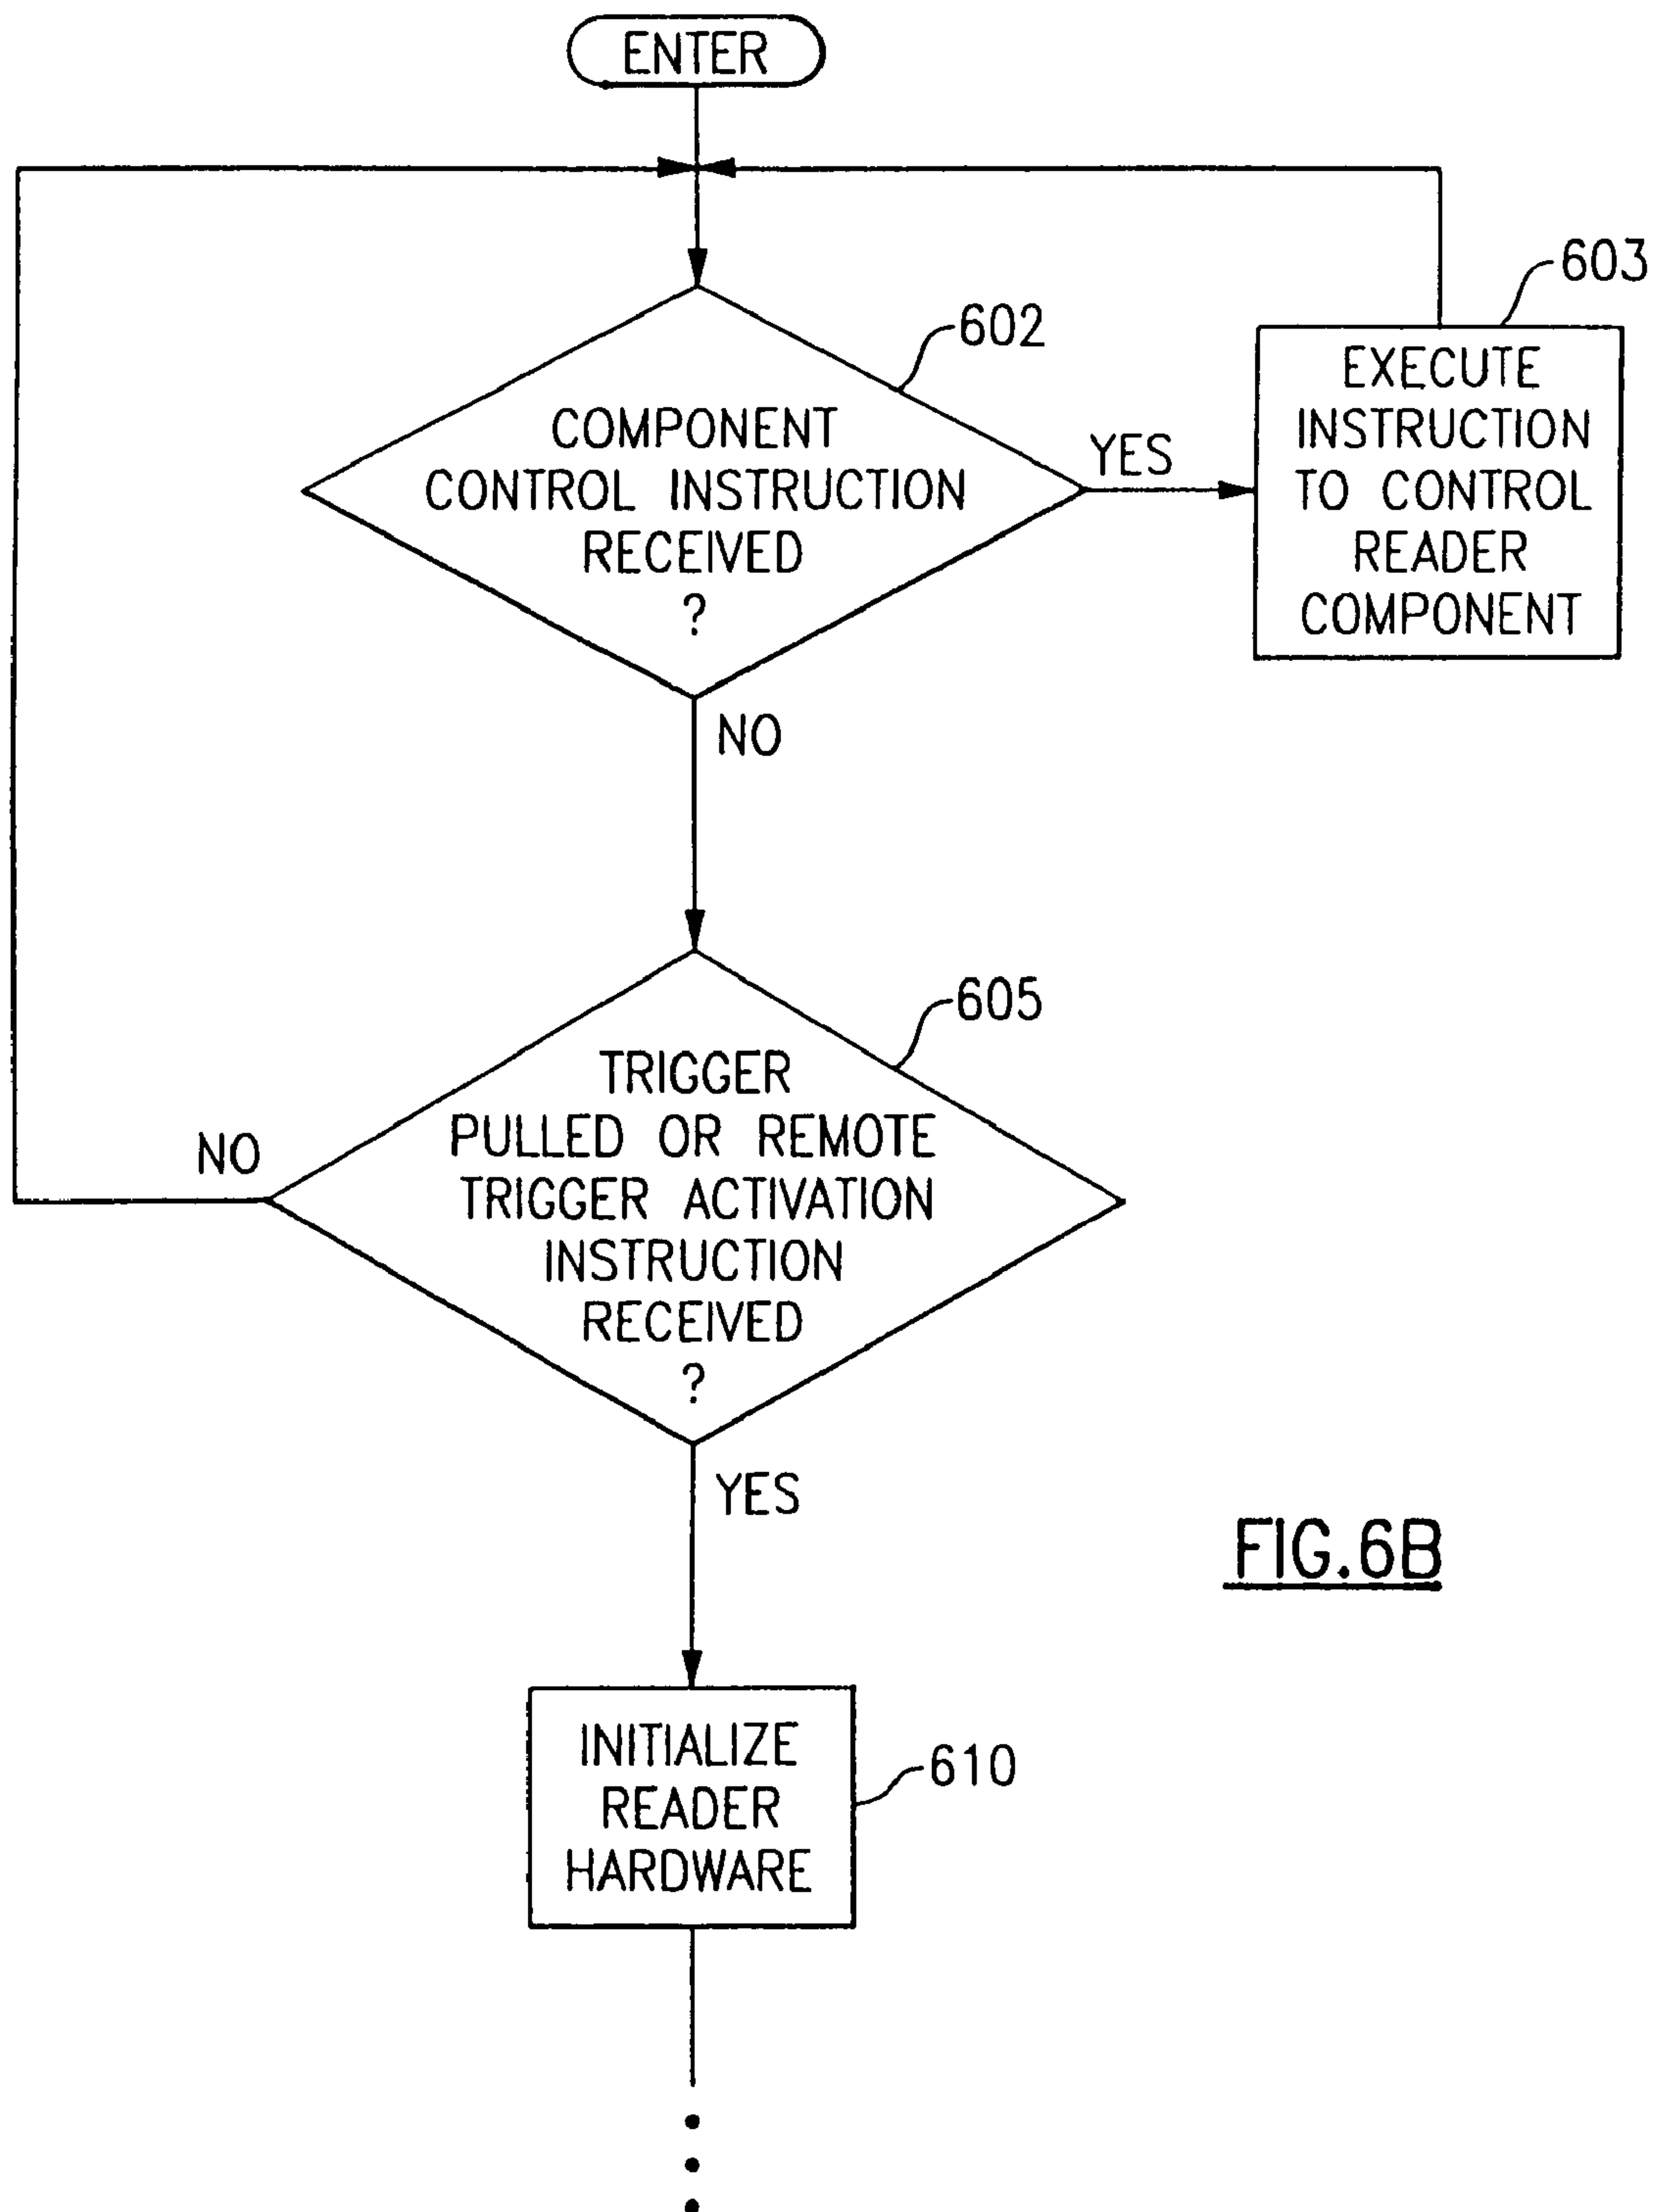 ENTER
602
COMPONENT
CONTROL INSTRUCTION
RECEIVED
?
YES
603
EXECUTE
INSTRUCTION
TO CONTROL
READER
COMPONENT
NO
605
TRIGGER
PULLED OR REMOTE
TRIGGER ACTIVATION
INSTRUCTION
RECEIVED
?
NO
YES
610
INITIALIZE
READER
HARDWARE
FIG.6B